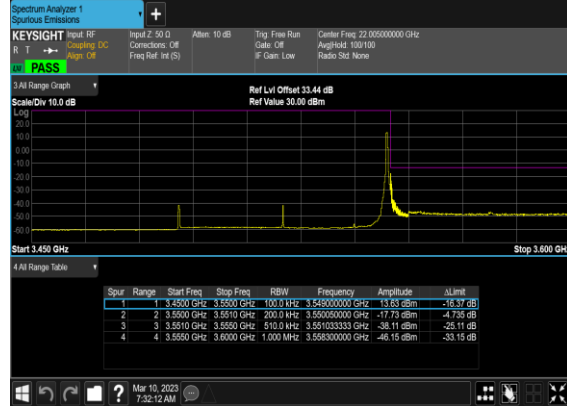 Spectrum Analyzer 1
Spurious Emissions
KEYSIGHT Input: RF Input Z: 50 Ω Atten: 10 dB Trig: Free Run Center Freq: 22.005000000 GHz
R T Coupling: DC Corrections: Off Gate: Off Avg|Hold: 100/100
Align: Off Freq Ref: Int (S) IF Gain: Low Radio Std: None
PASS
3 All Range Graph Ref Lvl Offset 33.44 dB
Scale/Div 10.0 dB Ref Value 30.00 dBm
Log
20.0
10.0
0.00
-10.0
-20.0
-30.0
-40.0
-50.0
-60.0
Start 3.450 GHz Stop 3.600 GHz
4 All Range Table
Spur Range Start Freq Stop Freq RBW Frequency Amplitude ΔLimit
1 1 3.4500 GHz 3.5500 GHz 100.0 kHz 3.549000000 GHz 13.63 dBm -16.37 dB
2 2 3.5500 GHz 3.5510 GHz 200.0 kHz 3.550050000 GHz -17.73 dBm -4.735 dB
3 3 3.5510 GHz 3.5550 GHz 510.0 kHz 3.551033333 GHz -38.11 dBm -25.11 dB
4 4 3.5550 GHz 3.6000 GHz 1.000 MHz 3.558300000 GHz -46.15 dBm -33.15 dB
Mar 10, 2023
7:32:12 AM